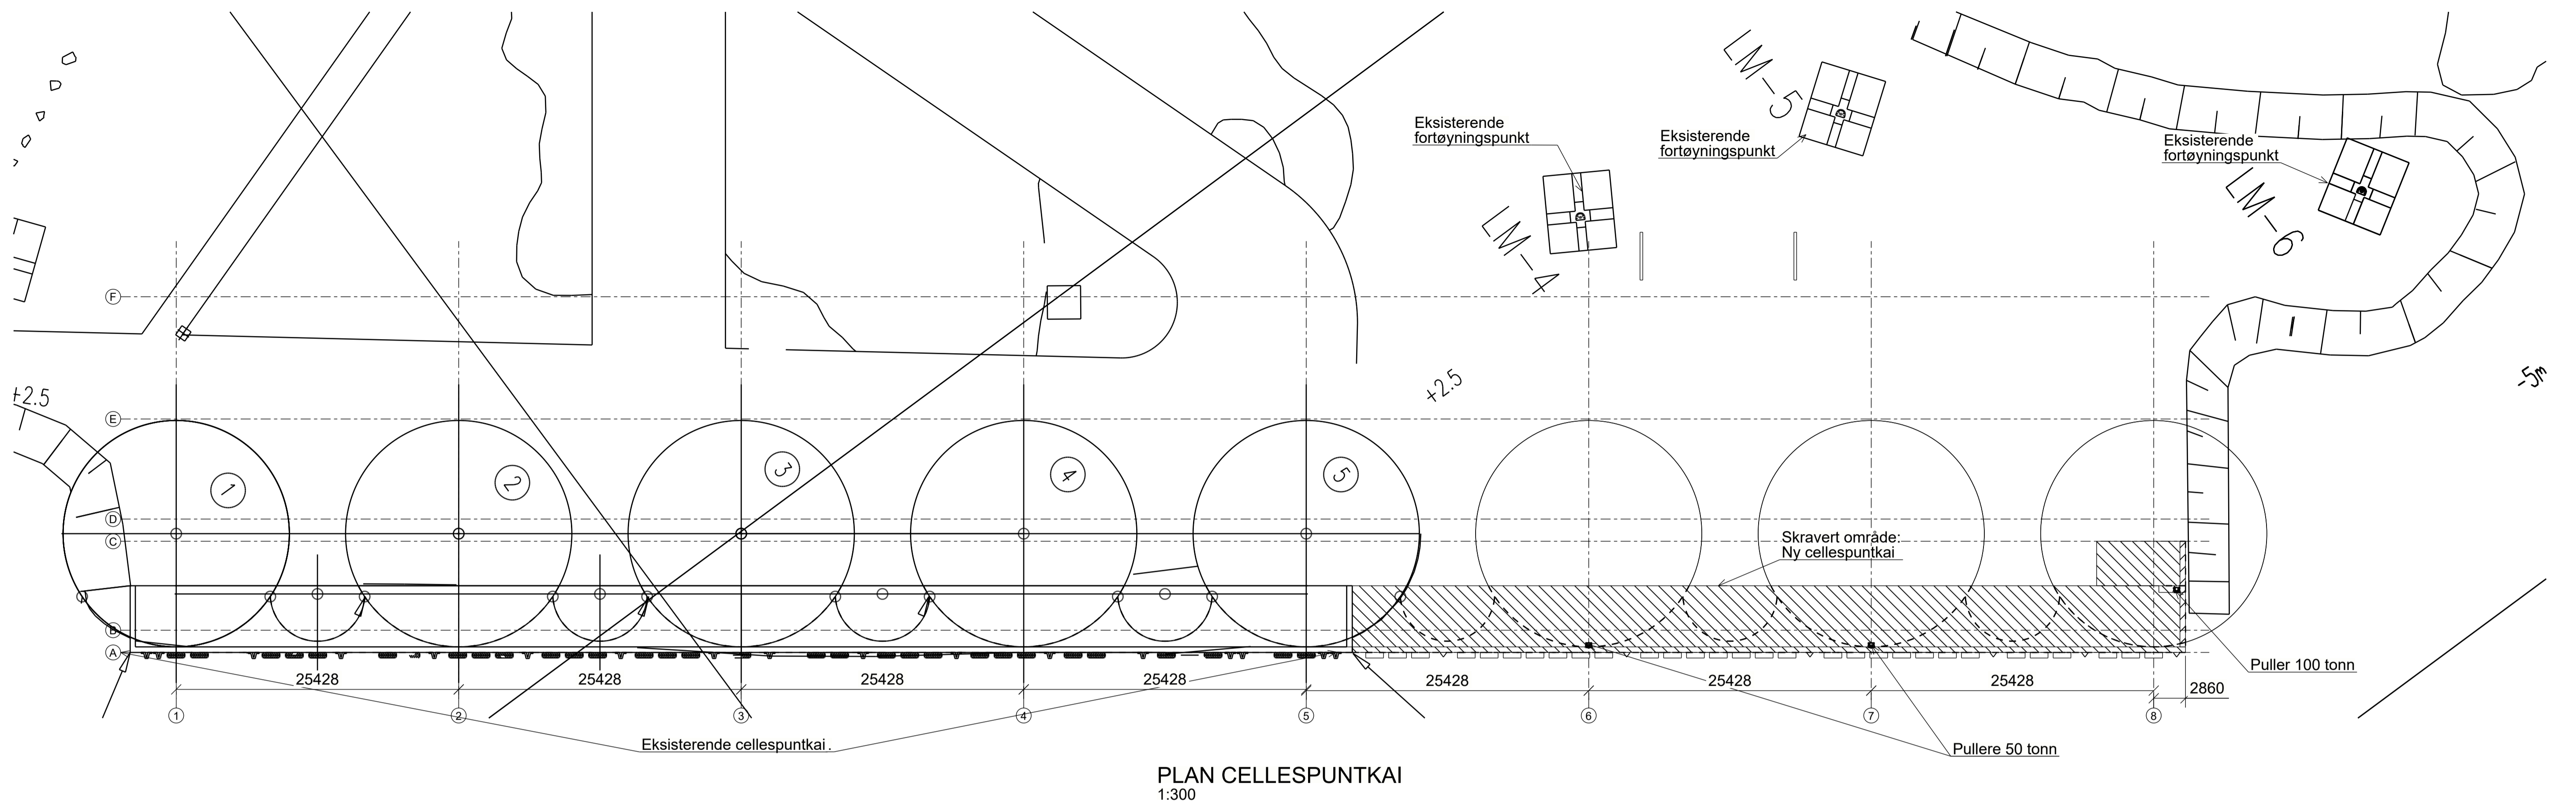 LM-5
Eksisterende
fortøyningspunkt
Eksisterende
fortøyningspunkt
Eksisterende
fortøyningspunkt
LM-4
LM-6
F
+2.5
+2.5
-5m
E
1
2
3
4
5
D
C
Skravert område:
Ny cellespuntkai
B
A
Puller 100 tonn
25428
25428
25428
25428
25428
25428
25428
2860
1
2
3
4
5
6
7
8
Eksisterende cellespuntkai.
Pullere 50 tonn
PLAN CELLESPUNTKAI
1:300